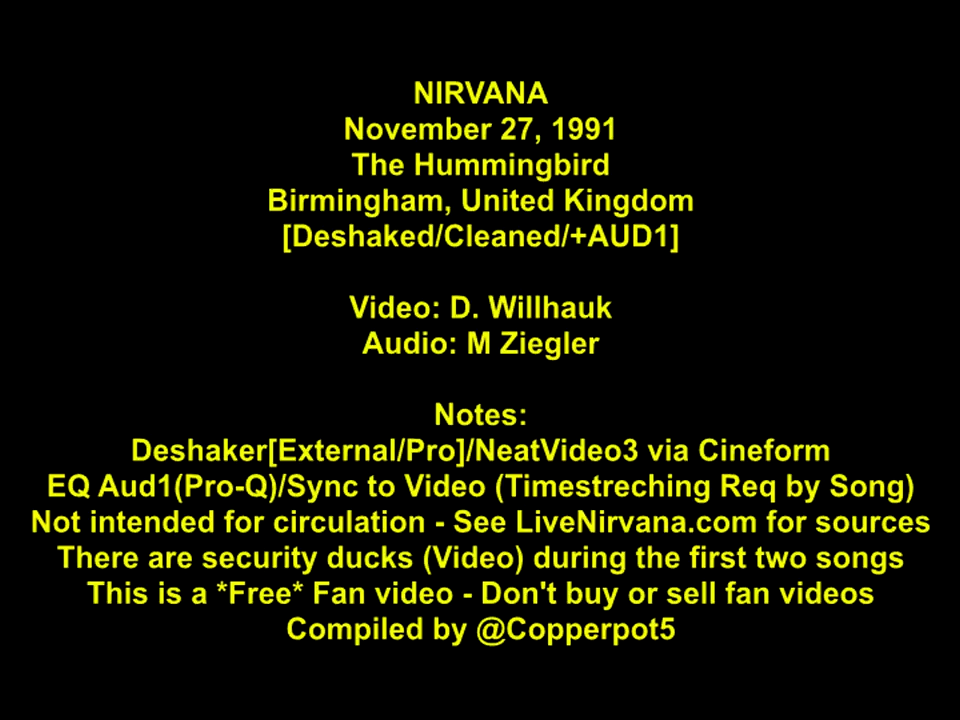 NIRVANA
November 27, 1991
The Hummingbird
Birmingham, United Kingdom
[Deshaked/Cleaned/+AUD1]
Video: D. Willhauk
Audio: M Ziegler
Notes:
Deshaker[External/Pro]/NeatVideo3 via Cineform
EQ Aud1(Pro-Q)/Sync to Video (Timestreching Req by Song)
Not intended for circulation - See LiveNirvana.com for sources
There are security ducks (Video) during the first two songs
This is a *Free* Fan video - Don't buy or sell fan videos
Compiled by @Copperpot5